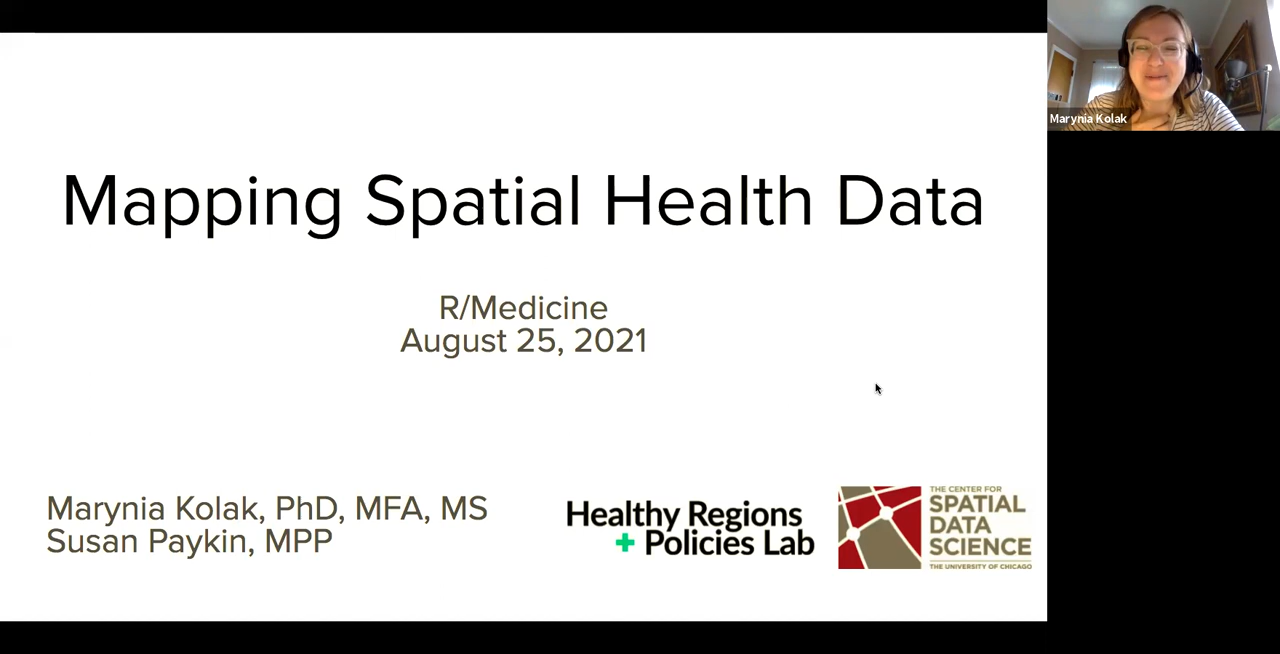 Marynia Kolak
Mapping Spatial Health Data
R/Medicine
August 25, 2021
Marynia Kolak, PhD, MFA, MS
Susan Paykin, MPP
Healthy Regions
+ Policies Lab
THE CENTER FOR
SPATIAL
DATA
SCIENCE
THE UNIVERSITY OF CHICAGO